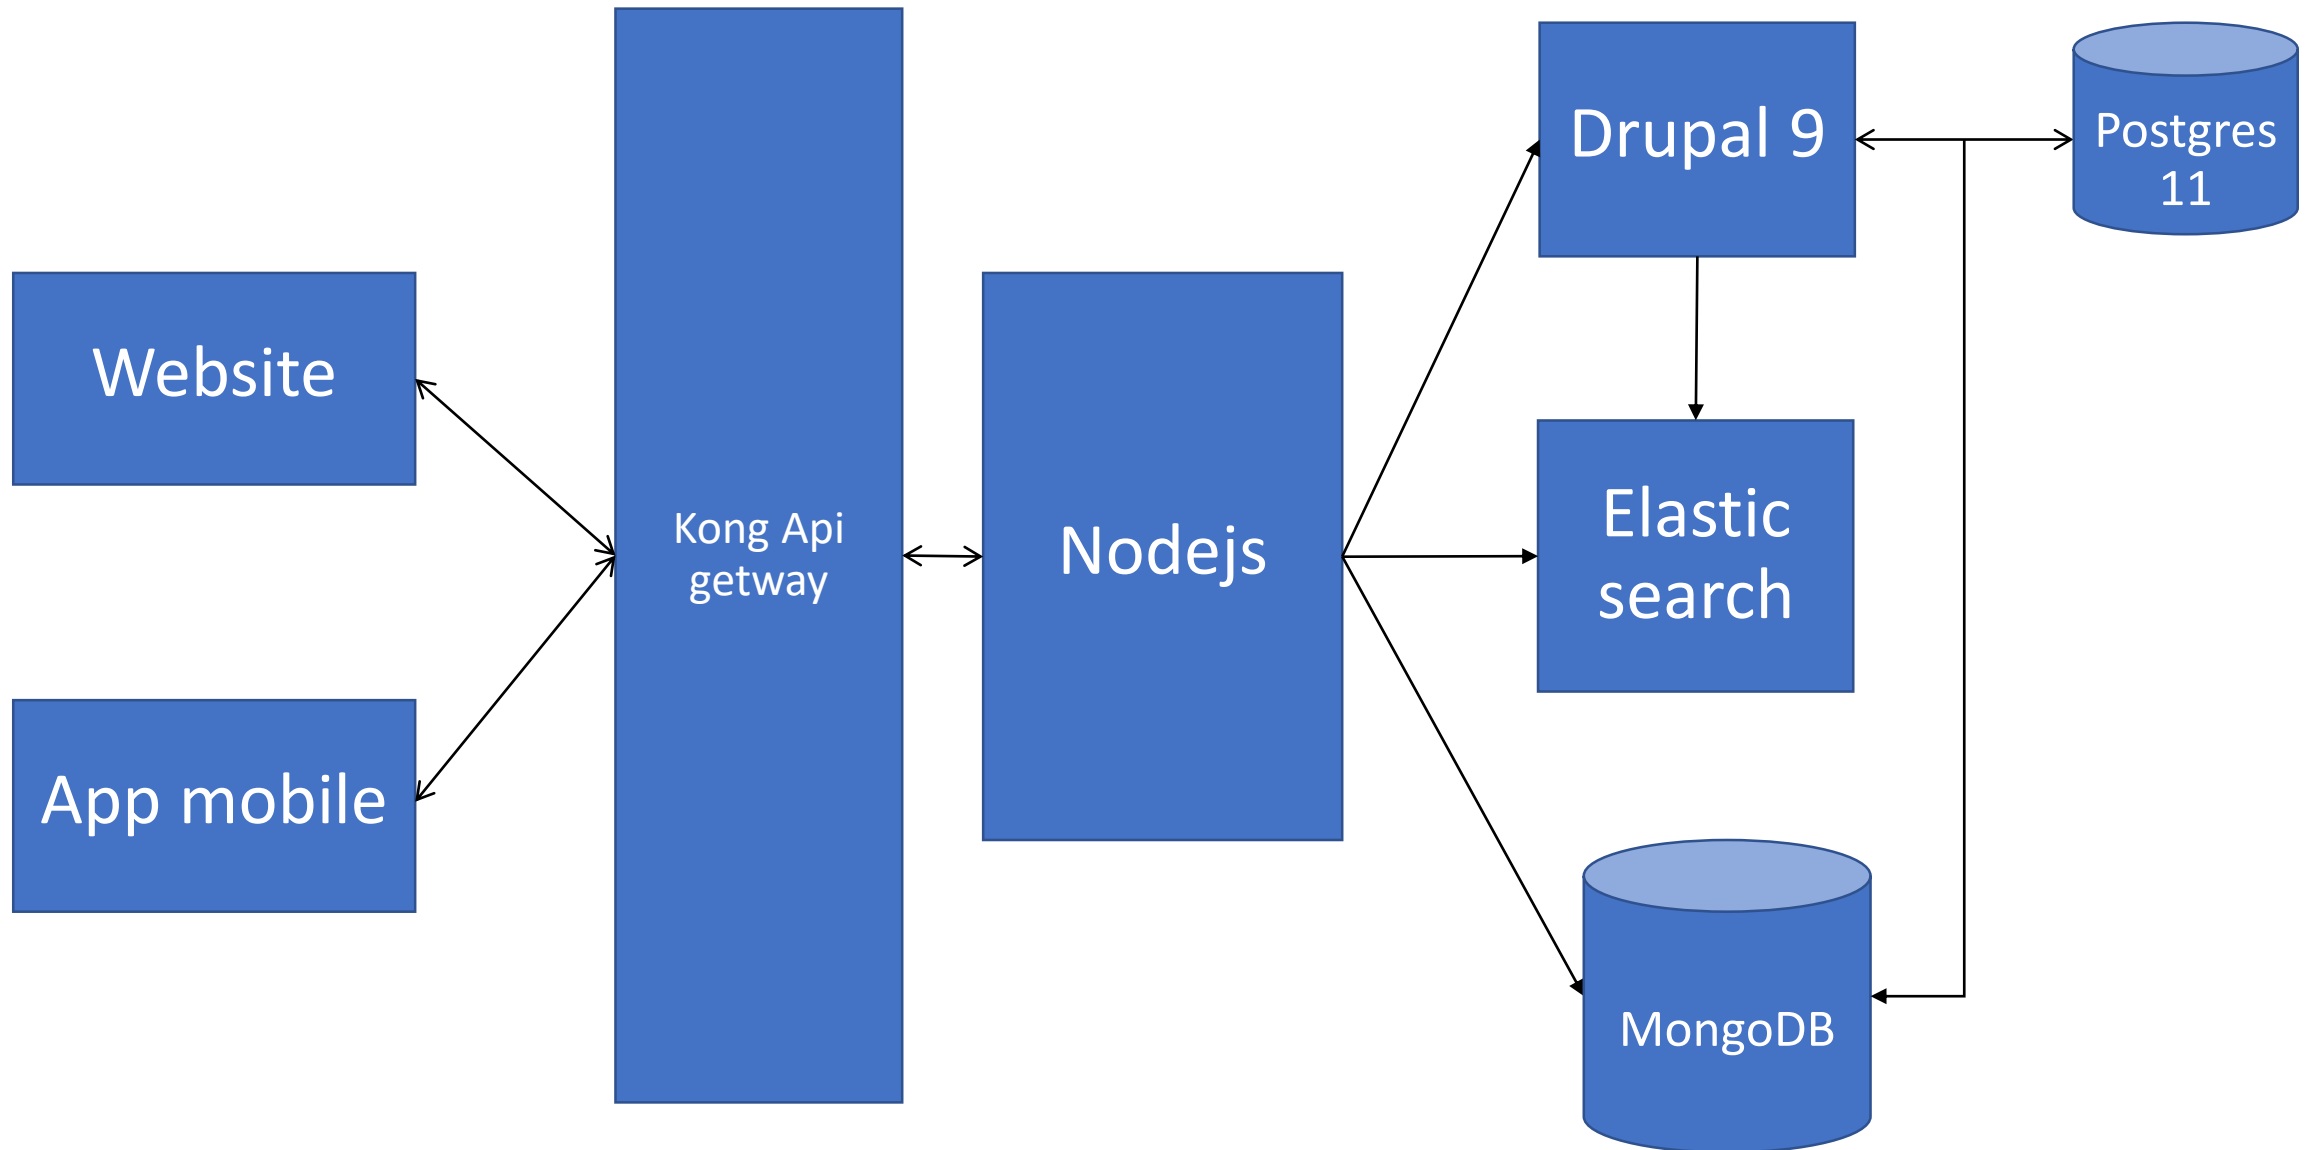 Website
App mobile
Kong Api
getway
Nodejs
Drupal 9
Elastic
search
MongoDB
Postgres
11